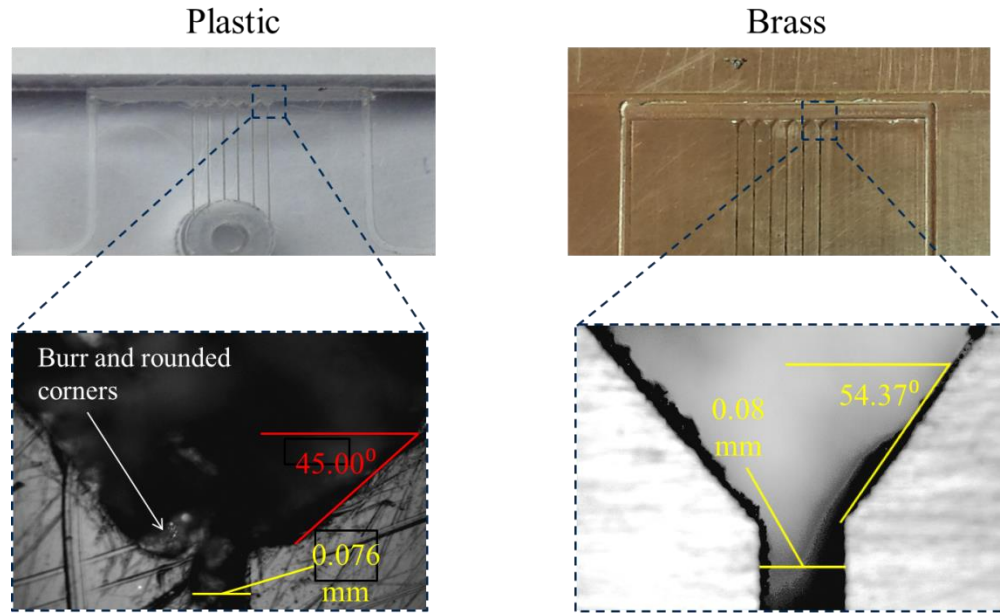 Plastic
Brass
Burr and rounded
corners
45.00⁰
0.076
mm
0.08
mm
54.37⁰